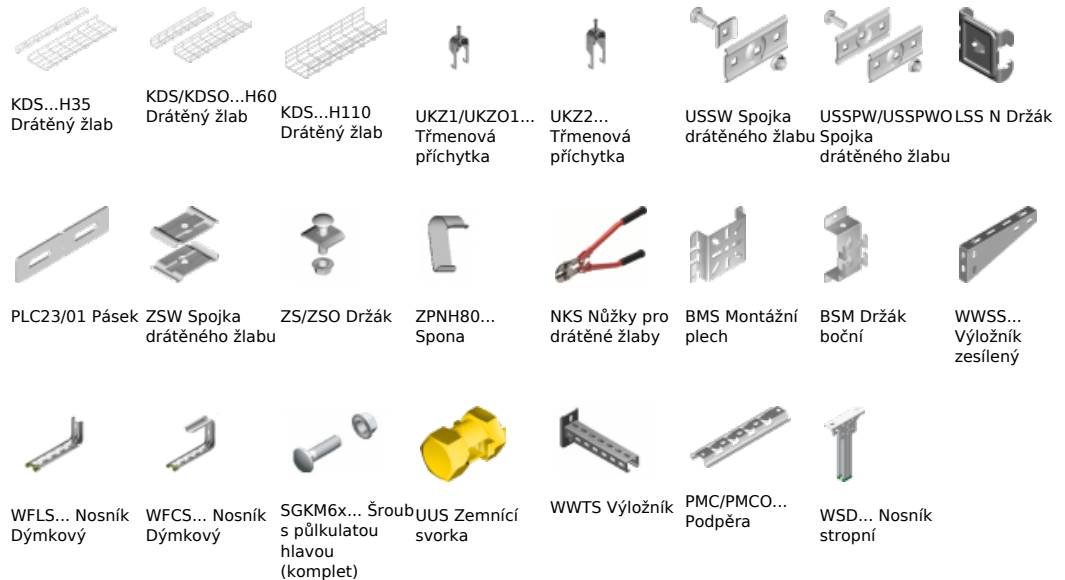 KDS...H35
Drátěný žlab
KDS/KDSO...H60
Drátěný žlab
KDS...H110
Drátěný žlab
UKZ1/UKZO1...
Třmenová
příchytka
UKZ2...
Třmenová
příchytka
USSW Spojka
drátěného žlabu
USSPW/USSPWO
Spojka
drátěného žlabu
LSS N Držák
PLC23/01 Pásek
ZSW Spojka
drátěného žlabu
ZS/ZSO Držák
ZPNH80...
Spona
NKS Nůžky pro
drátěné žlaby
BMS Montážní
plech
BSM Držák
boční
WWSS...
Výložník
zesílený
WFLS... Nosník
Dýmkový
WFCS... Nosník
Dýmkový
SGKM6x... Šroub
s půlkulatou
hlavou
(komplet)
UUS Zemnící
svorka
WWTS Výložník
PMC/PMCO...
Podpěra
WSD... Nosník
stropní